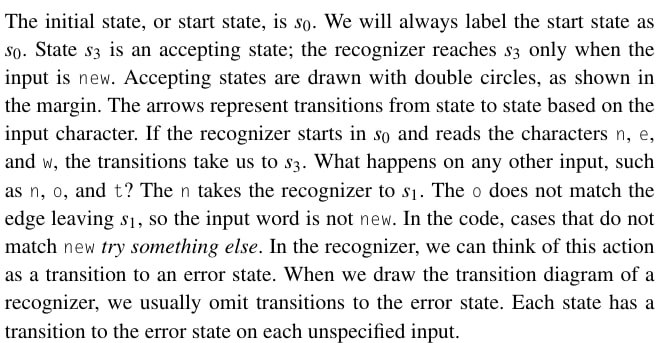 The initial state, or start state, is s0. We will always label the start state as
s0. State s3 is an accepting state; the recognizer reaches s3 only when the
input is new. Accepting states are drawn with double circles, as shown in
the margin. The arrows represent transitions from state to state based on the
input character. If the recognizer starts in s0 and reads the characters n, e,
and w, the transitions take us to s3. What happens on any other input, such
as n, o, and t? The n takes the recognizer to s1. The o does not match the
edge leaving s1, so the input word is not new. In the code, cases that do not
match new try something else. In the recognizer, we can think of this action
as a transition to an error state. When we draw the transition diagram of a
recognizer, we usually omit transitions to the error state. Each state has a
transition to the error state on each unspecified input.